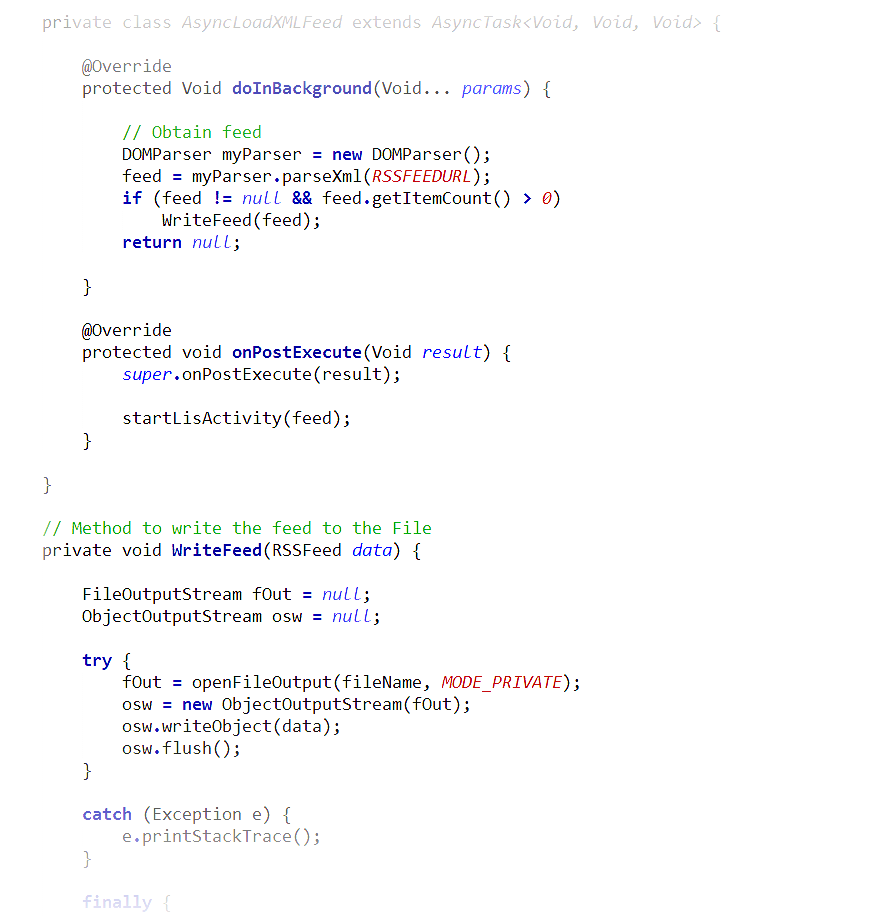 private class AsyncLoadXMLFeed extends AsyncTask<Void, Void, Void> {
@Override
protected Void doInBackground(Void... params) {
// Obtain feed
DOMParser myParser = new DOMParser();
feed = myParser.parseXml(RSSFEEDURL);
if (feed != null && feed.getItemCount() > 0)
WriteFeed(feed);
return null;
}
@Override
protected void onPostExecute(Void result) {
super.onPostExecute(result);
startLisActivity(feed);
}
}
// Method to write the feed to the File
private void WriteFeed(RSSFeed data) {
FileOutputStream fOut = null;
ObjectOutputStream osw = null;
try {
fOut = openFileOutput(fileName, MODE_PRIVATE);
osw = new ObjectOutputStream(fOut);
osw.writeObject(data);
osw.flush();
}
catch (Exception e) {
e.printStackTrace();
}
finally {